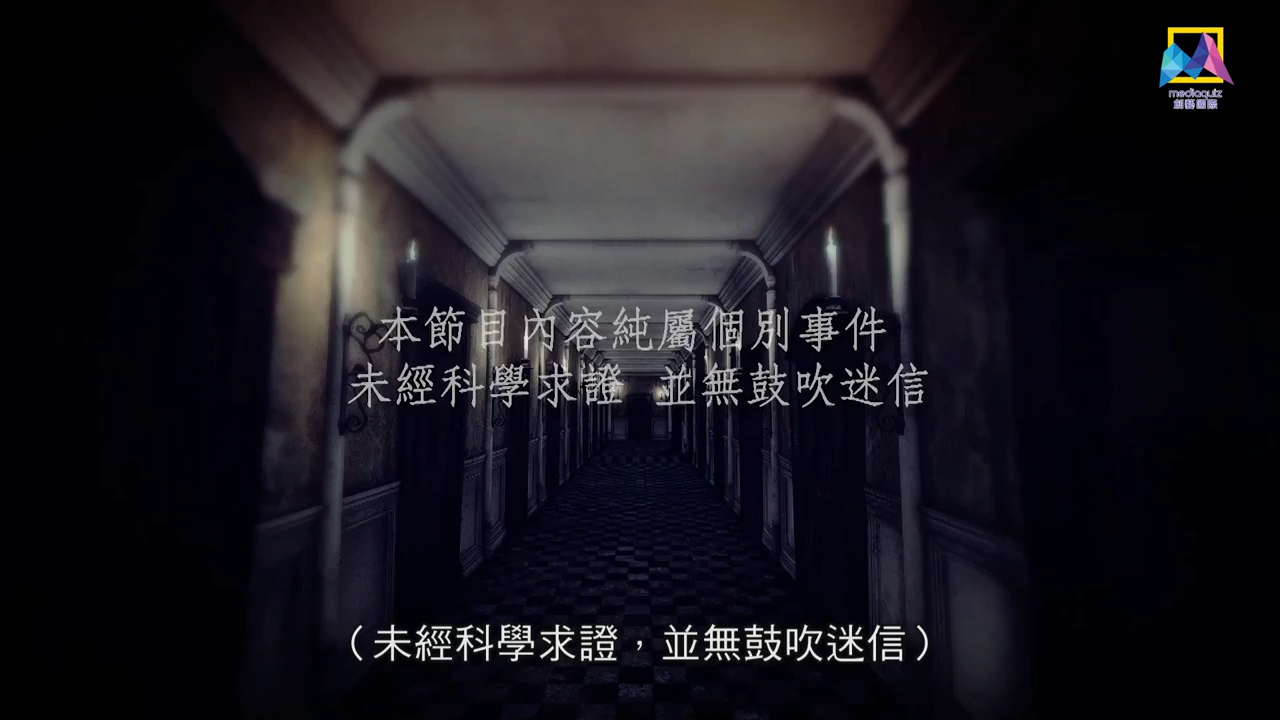 mediaquiz
創藝國際
本節目內容純屬個別事件
未經科學求證 並無鼓吹迷信
（未經科學求證，並無鼓吹迷信）